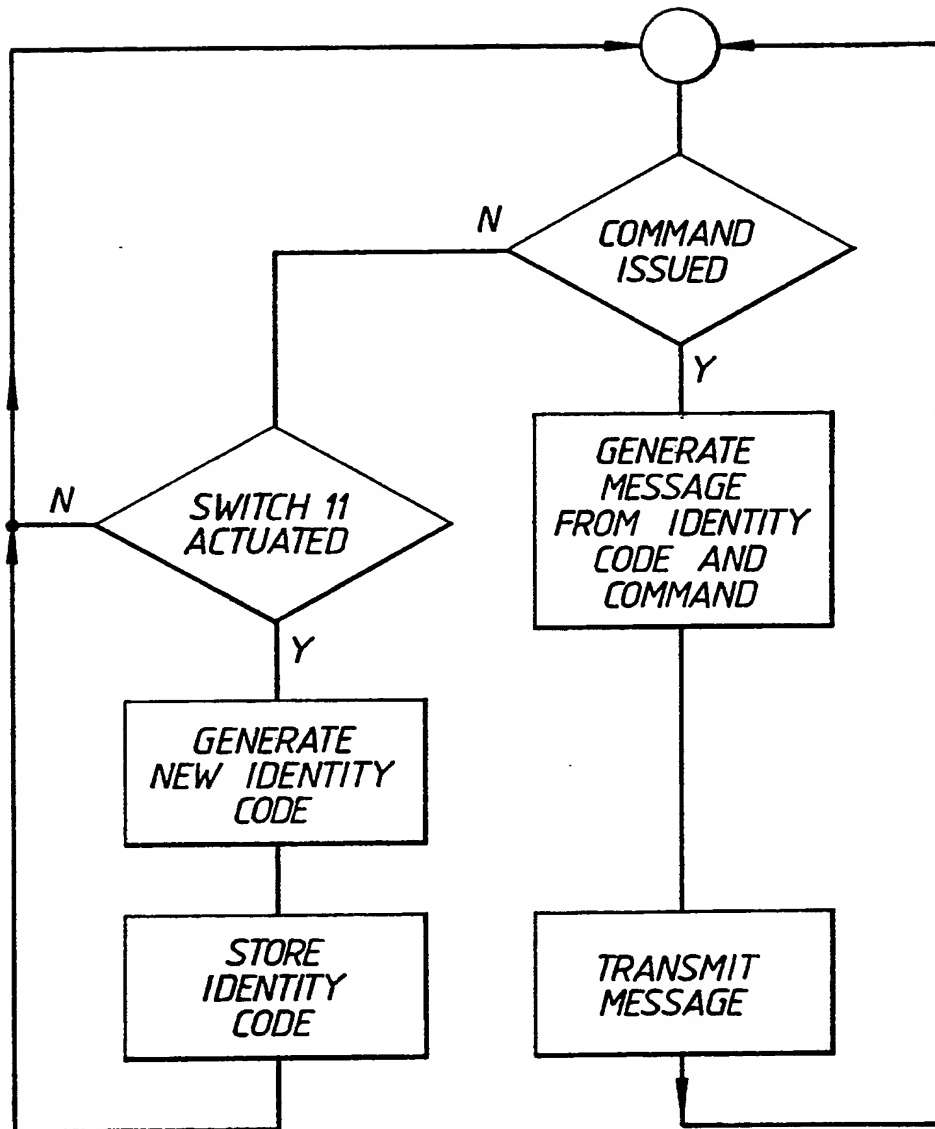 N
COMMAND
ISSUED
Y
GENERATE
MESSAGE
FROM IDENTITY
CODE AND
COMMAND
N
SWITCH 11
ACTUATED
Y
GENERATE
NEW IDENTITY
CODE
STORE
IDENTITY
CODE
TRANSMIT
MESSAGE